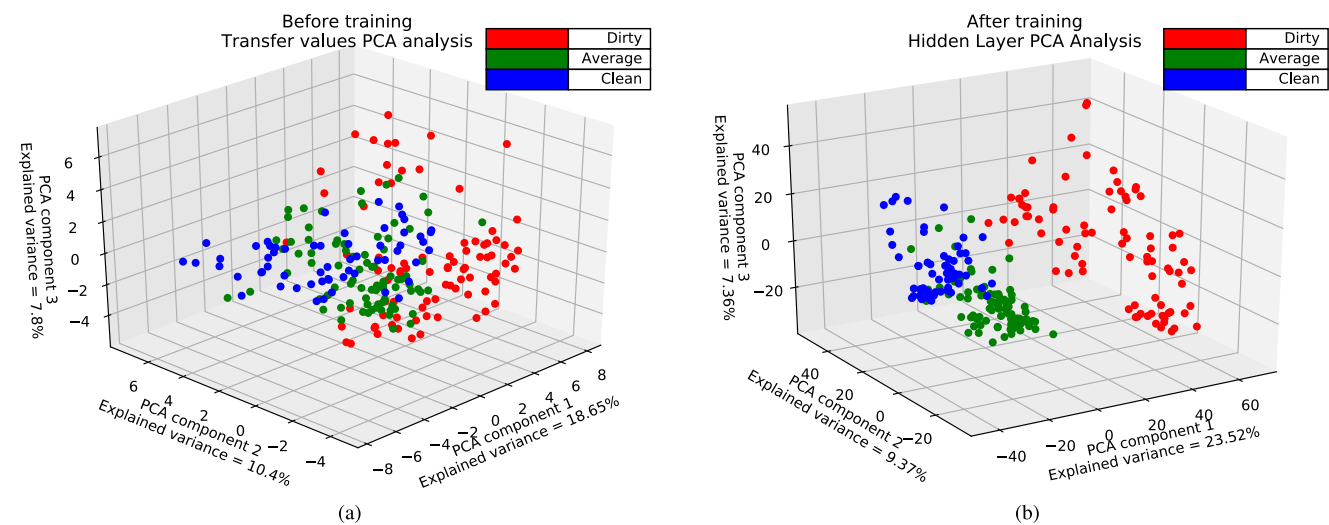 Before training
Transfer values PCA analysis
Dirty
Average
Clean
6
4
2
0
−2
−4
PCA component 3
Explained variance = 7.8%
6
4
2
0
−2
−4
PCA component 2
Explained variance = 10.4%
−8
−6
−4
−2
0
2
4
6
8
PCA component 1
Explained variance = 18.65%
(a)
After training
Hidden Layer PCA Analysis
Dirty
Average
Clean
40
20
0
−20
PCA component 3
Explained variance = 7.36%
40
20
0
−20
PCA component 2
Explained variance = 9.37%
−40
−20
0
20
40
60
PCA component 1
Explained variance = 23.52%
(b)